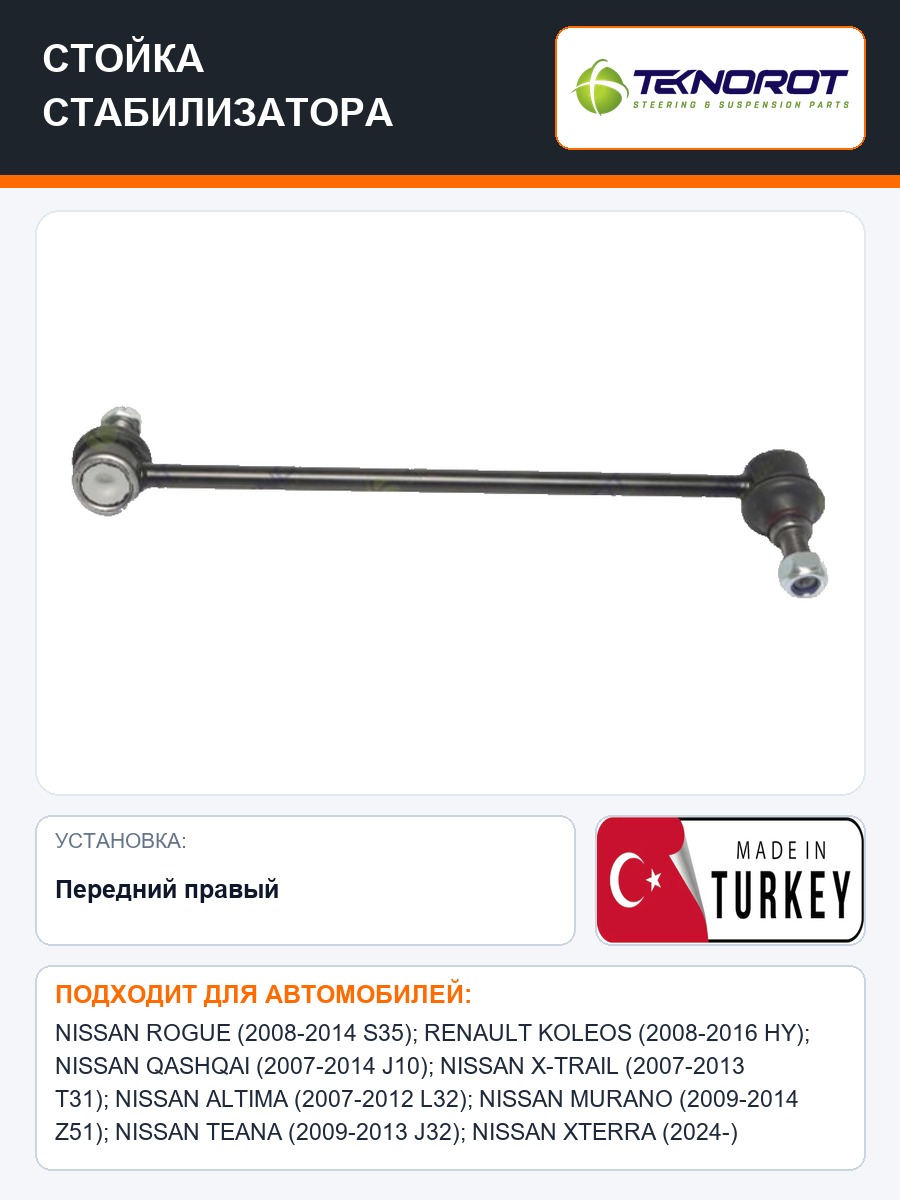 СТОЙКА
СТАБИЛИЗАТОРА
TEKNOROT
STEERING & SUSPENSION PARTS
УСТАНОВКА:
Передний правый
MADE IN
TURKEY
ПОДХОДИТ ДЛЯ АВТОМОБИЛЕЙ:
NISSAN ROGUE (2008-2014 S35); RENAULT KOLEOS (2008-2016 HY);
NISSAN QASHQAI (2007-2014 J10); NISSAN X-TRAIL (2007-2013
T31); NISSAN ALTIMA (2007-2012 L32); NISSAN MURANO (2009-2014
Z51); NISSAN TEANA (2009-2013 J32); NISSAN XTERRA (2024-)